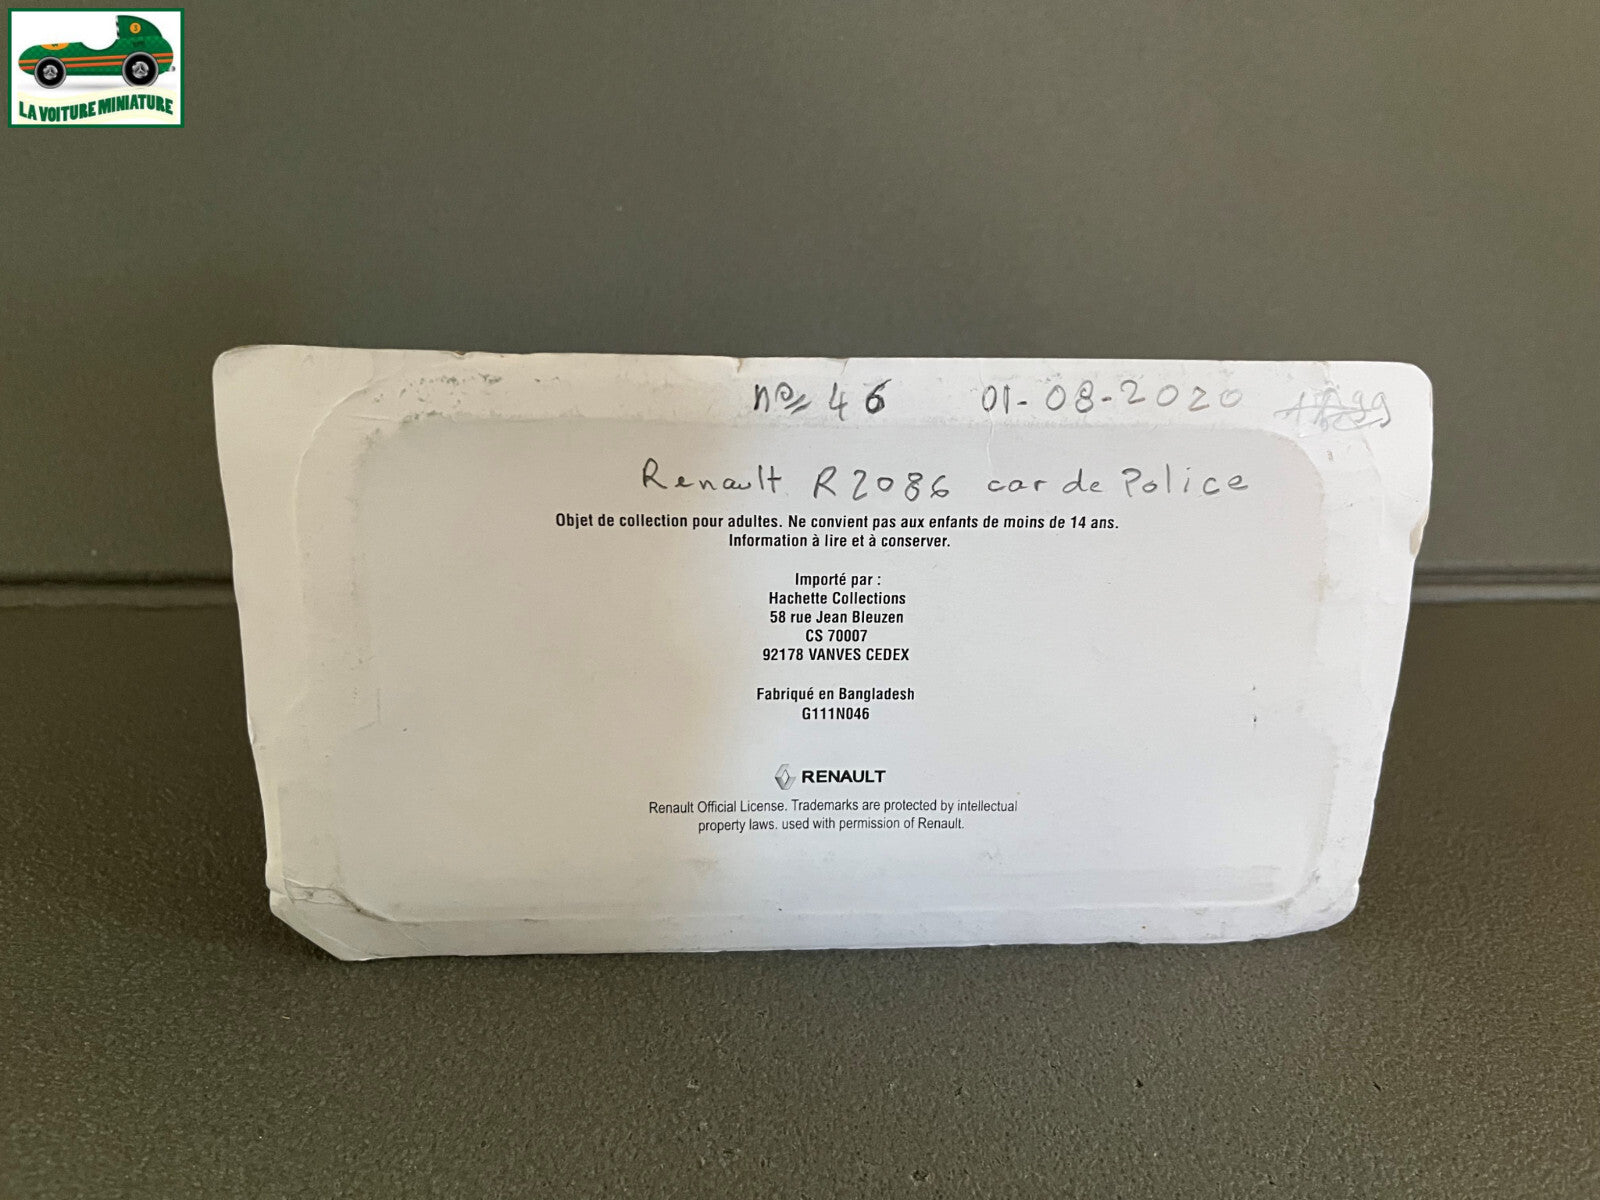 LA VOITURE MINIATURE
no 46 01-08-2020
Renault R2086 car de Police
Objet de collection pour adultes. Ne convient pas aux enfants de moins de 14 ans.
Information à lire et à conserver.
Importé par :
Hachette Collections
58 rue Jean Bleuzen
CS 70007
92178 VANVES CEDEX
Fabriqué en Bangladesh
G111N046
RENAULT
Renault Official License. Trademarks are protected by intellectual
property laws. used with permission of Renault.